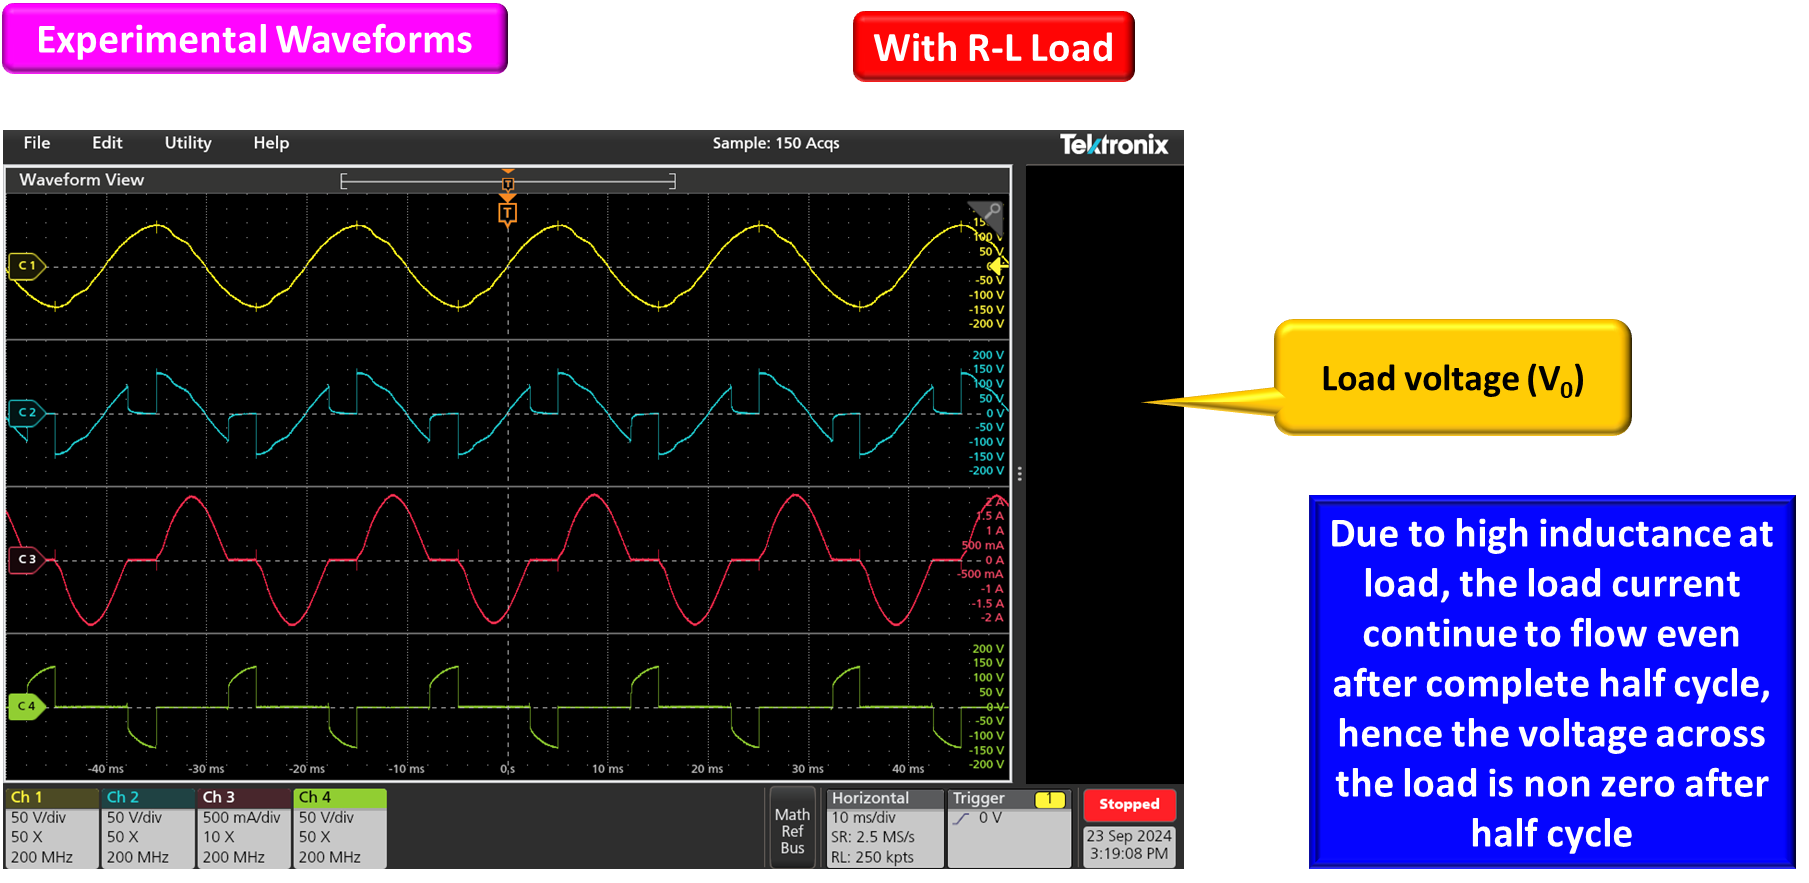 Experimental Waveforms
With R-L Load
File Edit Utility Help Sample: 150 Acqs Tektronix
Waveform View
T
T
C 1
100 V
50 V
-50 V
-100 V
-150 V
-200 V
C 2
200 V
150 V
100 V
50 V
0 V
-50 V
-100 V
-150 V
-200 V
C 3
2 A
1.5 A
1 A
500 mA
0 A
-500 mA
-1 A
-1.5 A
-2 A
C 4
200 V
150 V
100 V
50 V
0 V
-50 V
-100 V
-150 V
-200 V
-40 ms -30 ms -20 ms -10 ms 0 s 10 ms 20 ms 30 ms 40 ms
Load voltage (V₀)
Due to high inductance at
load, the load current
continue to flow even
after complete half cycle,
hence the voltage across
the load is non zero after
half cycle
Ch 1
50 V/div
50 X
200 MHz
Ch 2
50 V/div
50 X
200 MHz
Ch 3
500 mA/div
10 X
200 MHz
Ch 4
50 V/div
50 X
200 MHz
Math
Ref
Bus
Horizontal
10 ms/div
SR: 2.5 MS/s
RL: 250 kpts
Trigger 1
0 V
Stopped
23 Sep 2024
3:19:08 PM